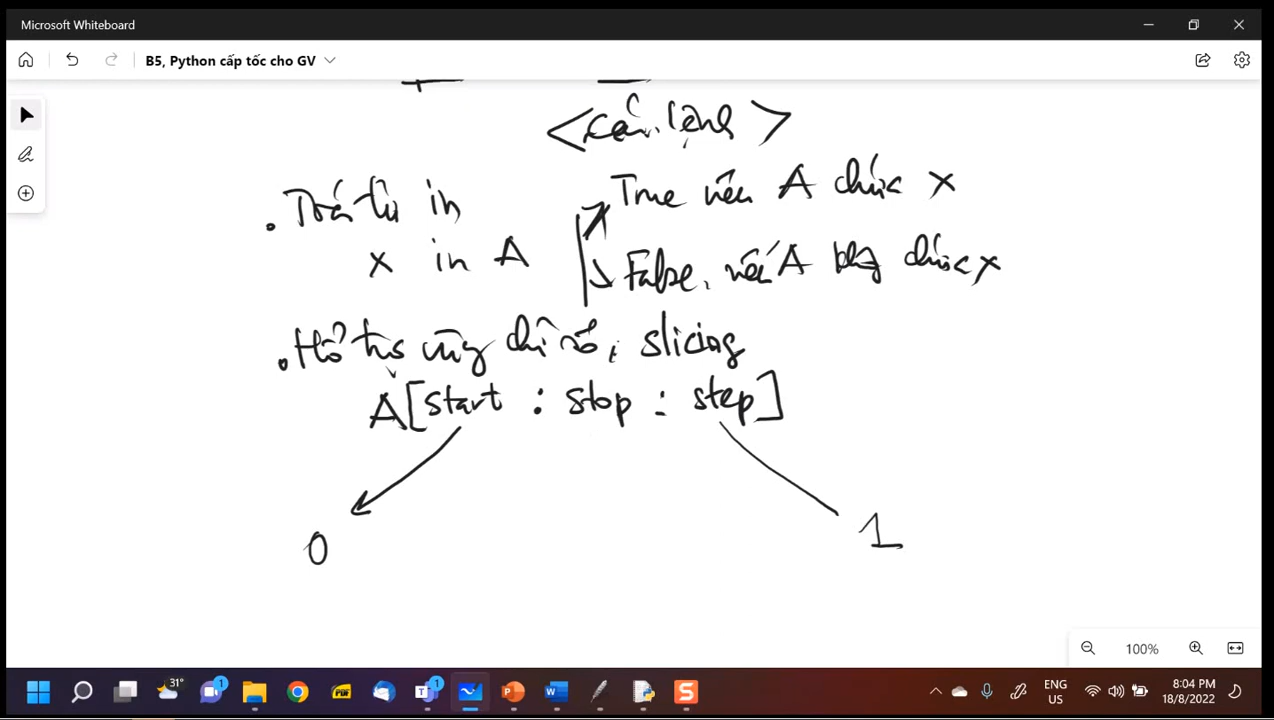 Microsoft Whiteboard
B5, Python cấp tốc cho GV
<câu lệnh>
. Toán tử in
True nếu A chứa x
x in A
False, nếu A không chứa x
. Hỗ trợ chỉ số, slicing
A[start : stop : step]
0
1
100%
31°
1
1
ENG
US
8:04 PM
18/8/2022